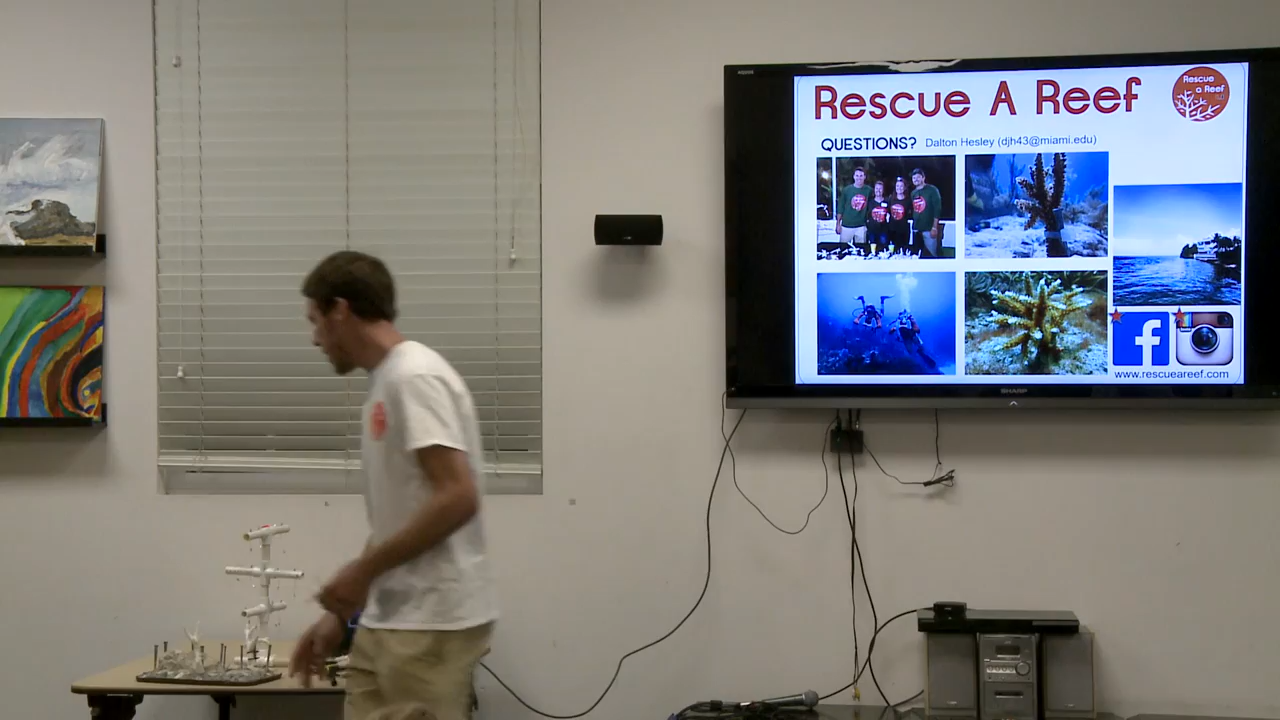 Rescue A Reef
Rescue
a Reef
QUESTIONS? Dalton Hesley (djh43@miami.edu)
f
www.rescueareef.com
SHARP